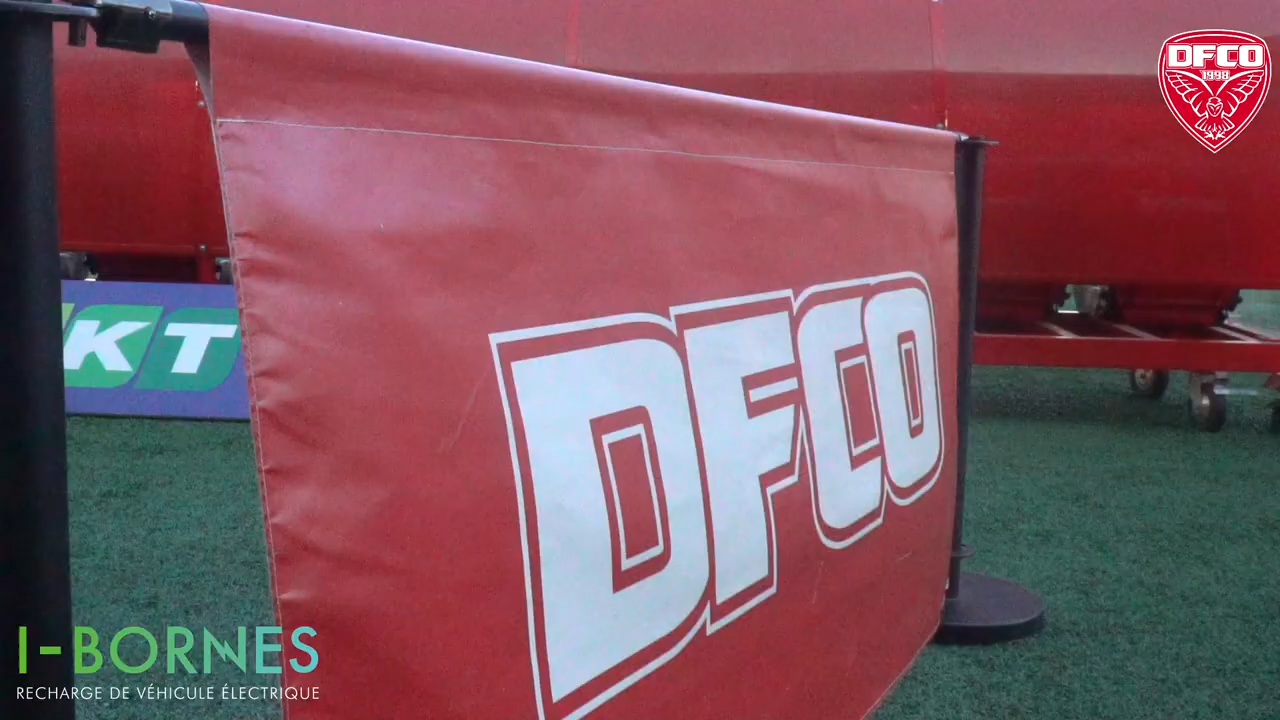 DFCO
1998
KT
DFCO
I-BORNES
RECHARGE DE VÉHICULE ÉLECTRIQUE